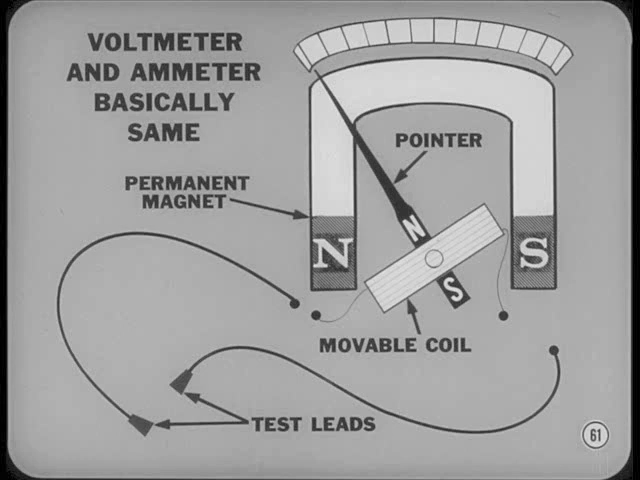 VOLTMETER
AND AMMETER
BASICALLY
SAME
POINTER
PERMANENT
MAGNET
N
N
S
S
MOVABLE COIL
TEST LEADS
61